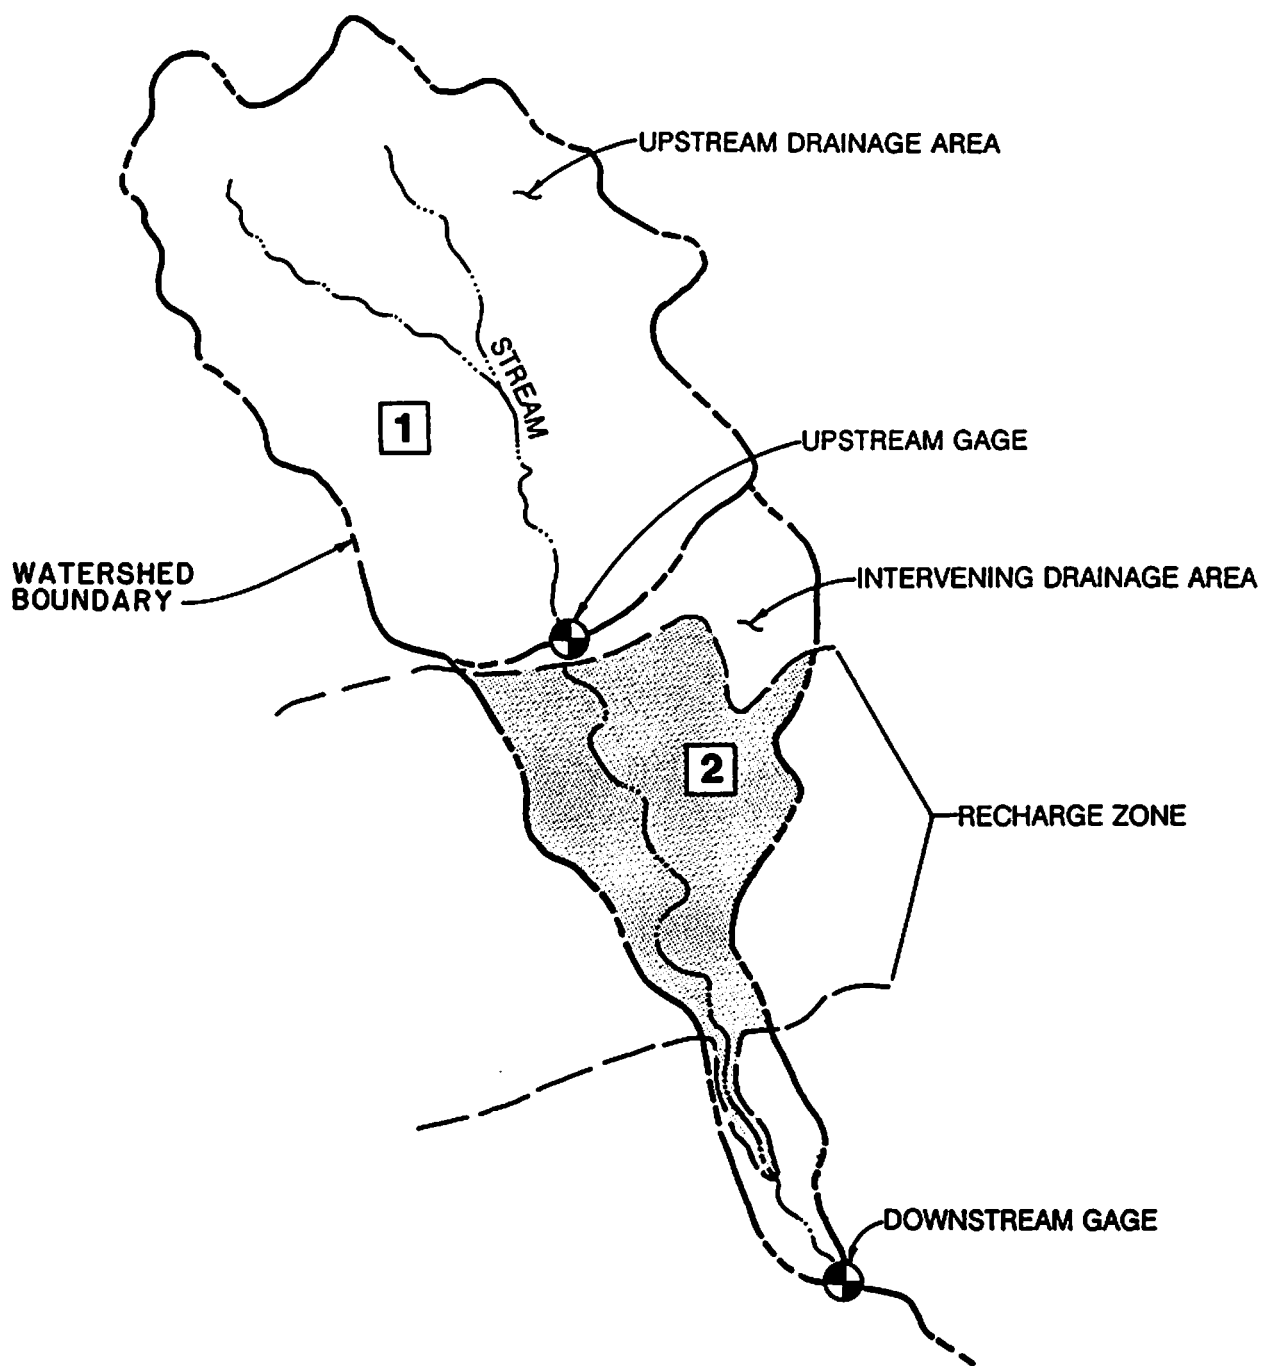 UPSTREAM DRAINAGE AREA
STREAM
1
UPSTREAM GAGE
WATERSHED
BOUNDARY
INTERVENING DRAINAGE AREA
2
RECHARGE ZONE
DOWNSTREAM GAGE